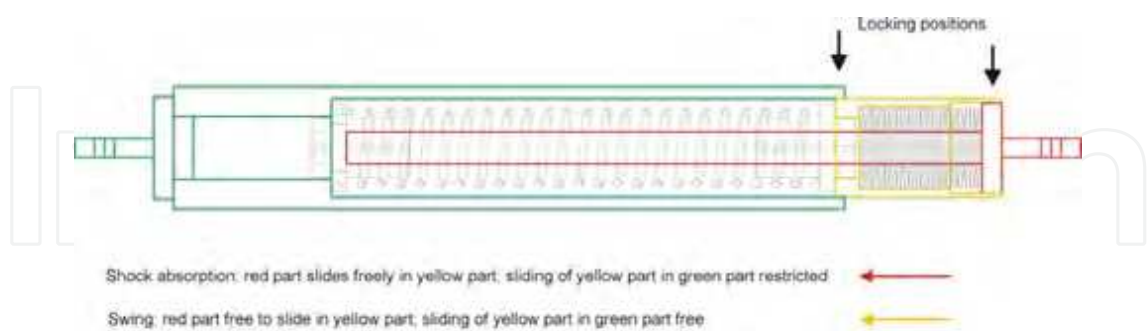 Locking positions
Shock absorption: red part slides freely in yellow part; sliding of yellow part in green part restricted
Swing: red part free to slide in yellow part; sliding of yellow part in green part free